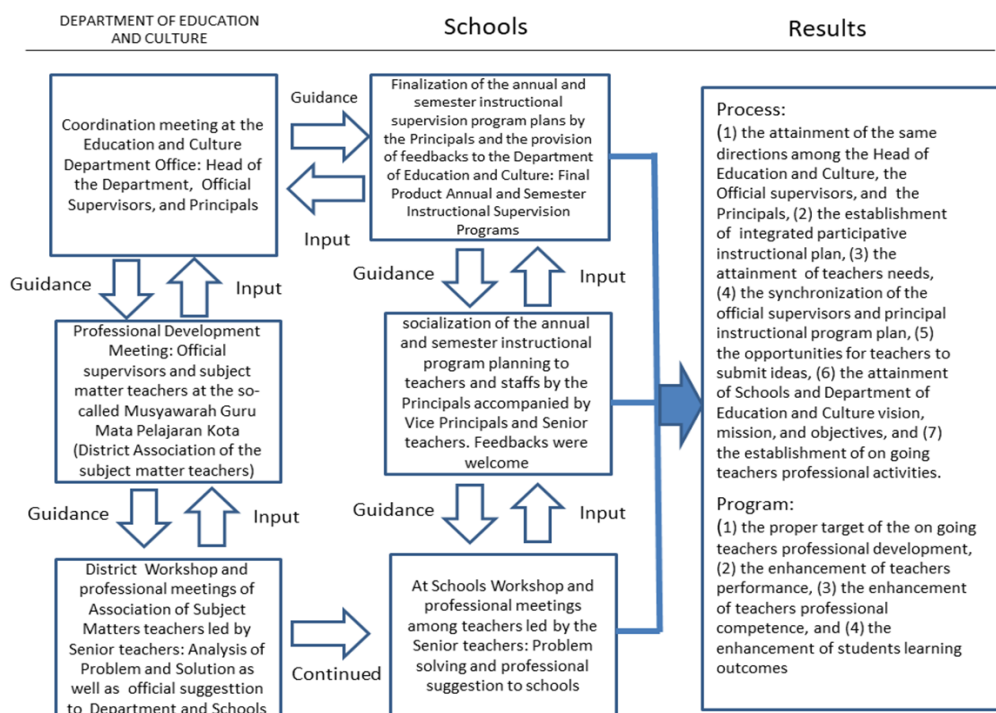 DEPARTMENT OF EDUCATION
AND CULTURE
Schools
Results
Coordination meeting at the
Education and Culture
Department Office: Head of
the Department, Official
Supervisors, and Principals
Guidance
Input
Finalization of the annual and
semester instructional
supervision program plans by
the Principals and the provision
of feedbacks to the Department
of Education and Culture: Final
Product Annual and Semester
Instructional Supervision
Programs
Guidance
Input
Guidance
Input
Professional Development
Meeting: Official
supervisors and subject
matter teachers at the so-
called Musyawarah Guru
Mata Pelajaran Kota
(District Association of the
subject matter teachers)
socialization of the annual
and semester instructional
program planning to
teachers and staffs by the
Principals accompanied by
Vice Principals and Senior
teachers. Feedbacks were
welcome
Guidance
Input
Guidance
Input
District Workshop and
professional meetings of
Association of Subject
Matters teachers led by
Senior teachers: Analysis of
Problem and Solution as
well as official suggesttion
to Department and Schools
Continued
At Schools Workshop and
professional meetings
among teachers led by the
Senior teachers: Problem
solving and professional
suggestion to schools
Process:
(1) the attainment of the same
directions among the Head of
Education and Culture, the
Official supervisors, and the
Principals, (2) the establishment
of integrated participative
instructional plan, (3) the
attainment of teachers needs,
(4) the synchronization of the
official supervisors and principal
instructional program plan, (5)
the opportunities for teachers to
submit ideas, (6) the attainment
of Schools and Department of
Education and Culture vision,
mission, and objectives, and (7)
the establishment of on going
teachers professional activities.
Program:
(1) the proper target of the on going
teachers professional development,
(2) the enhancement of teachers
performance, (3) the enhancement
of teachers professional
competence, and (4) the
enhancement of students learning
outcomes